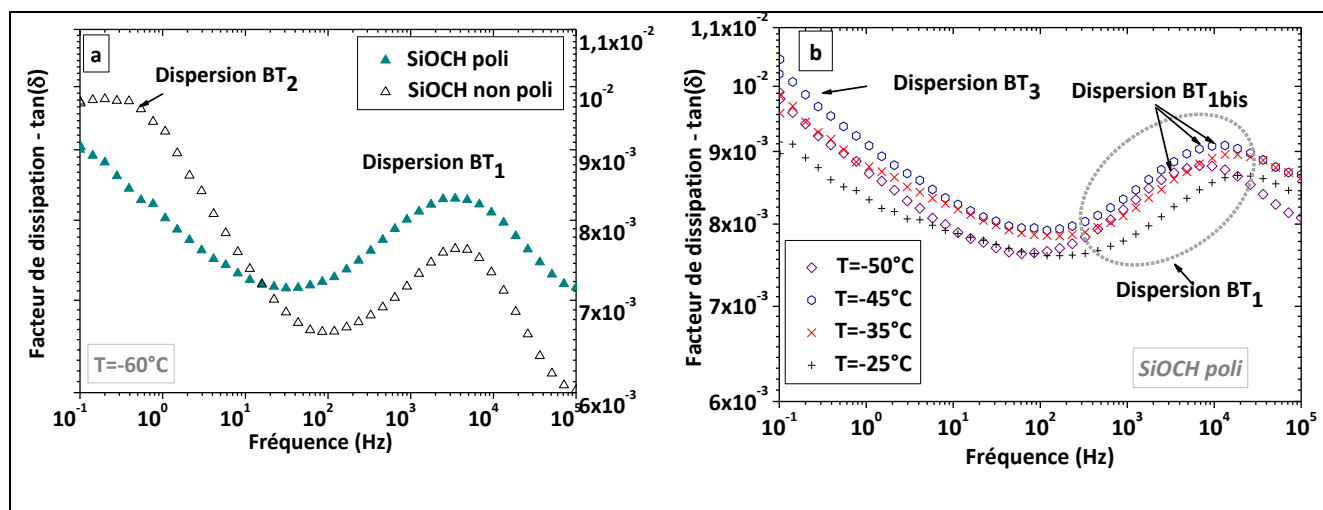 a
Facteur de dissipation - tan(δ)
Dispersion BT2
Dispersion BT1
SiOCH poli
SiOCH non poli
T=-60°C
1,1x10-2
10-2
9x10-3
8x10-3
7x10-3
6x10-3
10-1 100 101 102 103 104 105
Fréquence (Hz)
b
Facteur de dissipation - tan(δ)
1,1x10-2
10-2
9x10-3
8x10-3
7x10-3
6x10-3
Dispersion BT3
Dispersion BT1bis
Dispersion BT1
T=-50°C
T=-45°C
T=-35°C
T=-25°C
SiOCH poli
10-1 100 101 102 103 104 105
Fréquence (Hz)